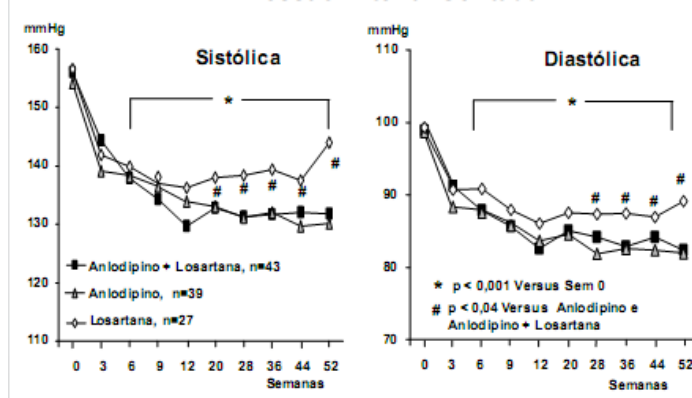 mmHg
160
150
140
130
120
110
Sistólica
*
#
#
#
#
#
Anlodipino + Losartana, n=43
Anlodipino, n=39
Losartana, n=27
0 3 6 9 12 20 28 36 44 52
Semanas
mmHg
110
100
90
80
70
Diastólica
*
#
#
#
#
* p < 0,001 Versus Sem 0
# p < 0,04 Versus Anlodipino e
Anlodipino + Losartana
0 3 6 9 12 20 28 36 44 52
Semanas